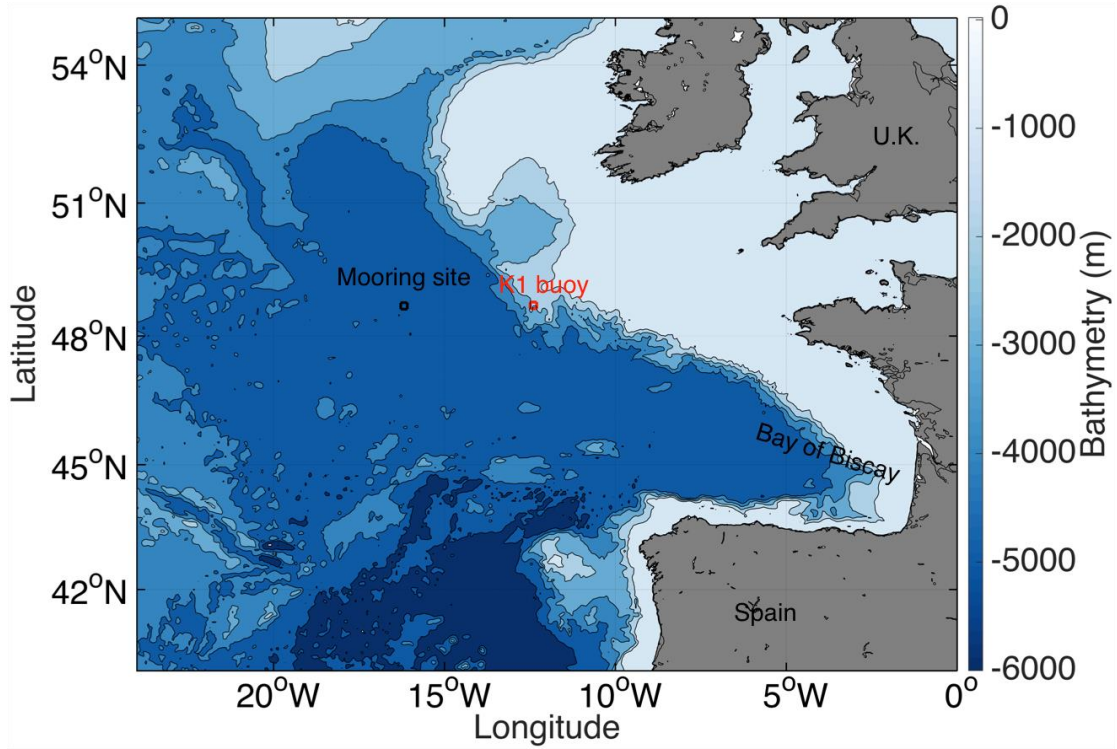 54°N
51°N
48°N
45°N
42°N
Latitude
20°W
15°W
10°W
5°W
0°
Longitude
U.K.
Mooring site
K1 buoy
Bay of Biscay
Spain
0
-1000
-2000
-3000
-4000
-5000
-6000
Bathymetry (m)